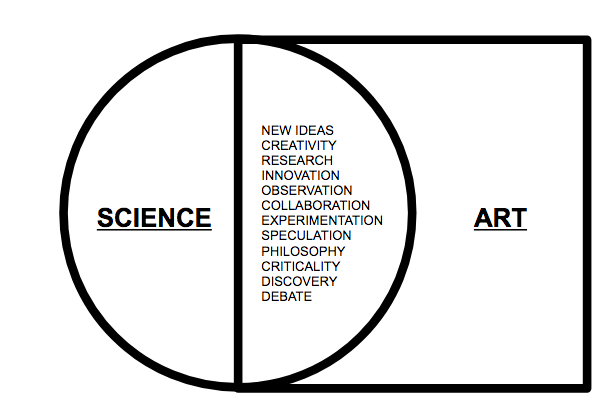 SCIENCE
NEW IDEAS
CREATIVITY
RESEARCH
INNOVATION
OBSERVATION
COLLABORATION
EXPERIMENTATION
SPECULATION
PHILOSOPHY
CRITICALITY
DISCOVERY
DEBATE
ART